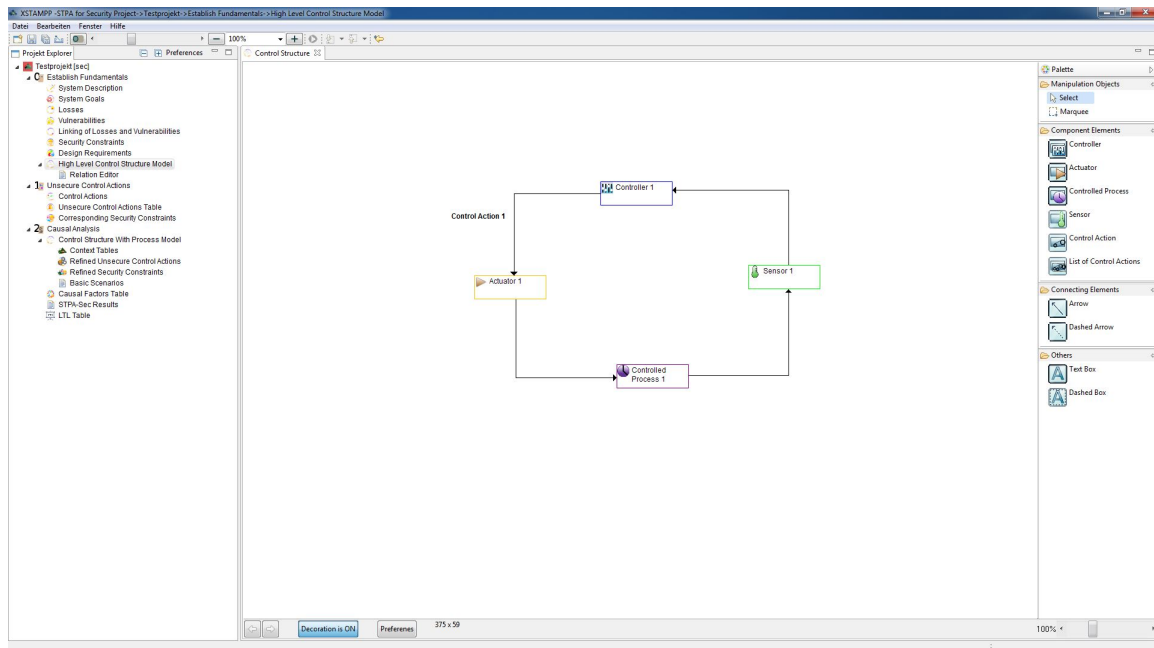 XSTAMPP -STPA for Security Project->Testprojekt->Establish Fundamentals->High Level Control Structure Model
Datei Bearbeiten Fenster Hilfe
100%
Projekt Explorer
Preferences
Control Structure
Testprojekt [sec]
Establish Fundamentals
System Description
System Goals
Losses
Vulnerabilities
Linking of Losses and Vulnerabilities
Security Constraints
Design Requirements
High Level Control Structure Model
Relation Editor
Unsecure Control Actions
Control Actions
Unsecure Control Actions Table
Corresponding Security Constraints
Causal Analysis
Control Structure With Process Model
Context Tables
Refined Unsecure Control Actions
Refined Security Constraints
Basic Scenarios
Causal Factors Table
STPA-Sec Results
LTL Table
Controller 1
Control Action 1
Actuator 1
Sensor 1
Controlled
Process 1
Palette
Manipulation Objects
Select
Marquee
Component Elements
Controller
Actuator
Controlled Process
Sensor
Control Action
List of Control Actions
Connecting Elements
Arrow
Dashed Arrow
Others
Text Box
Dashed Box
Decoration is ON
Preferenes
375 x 59
100%